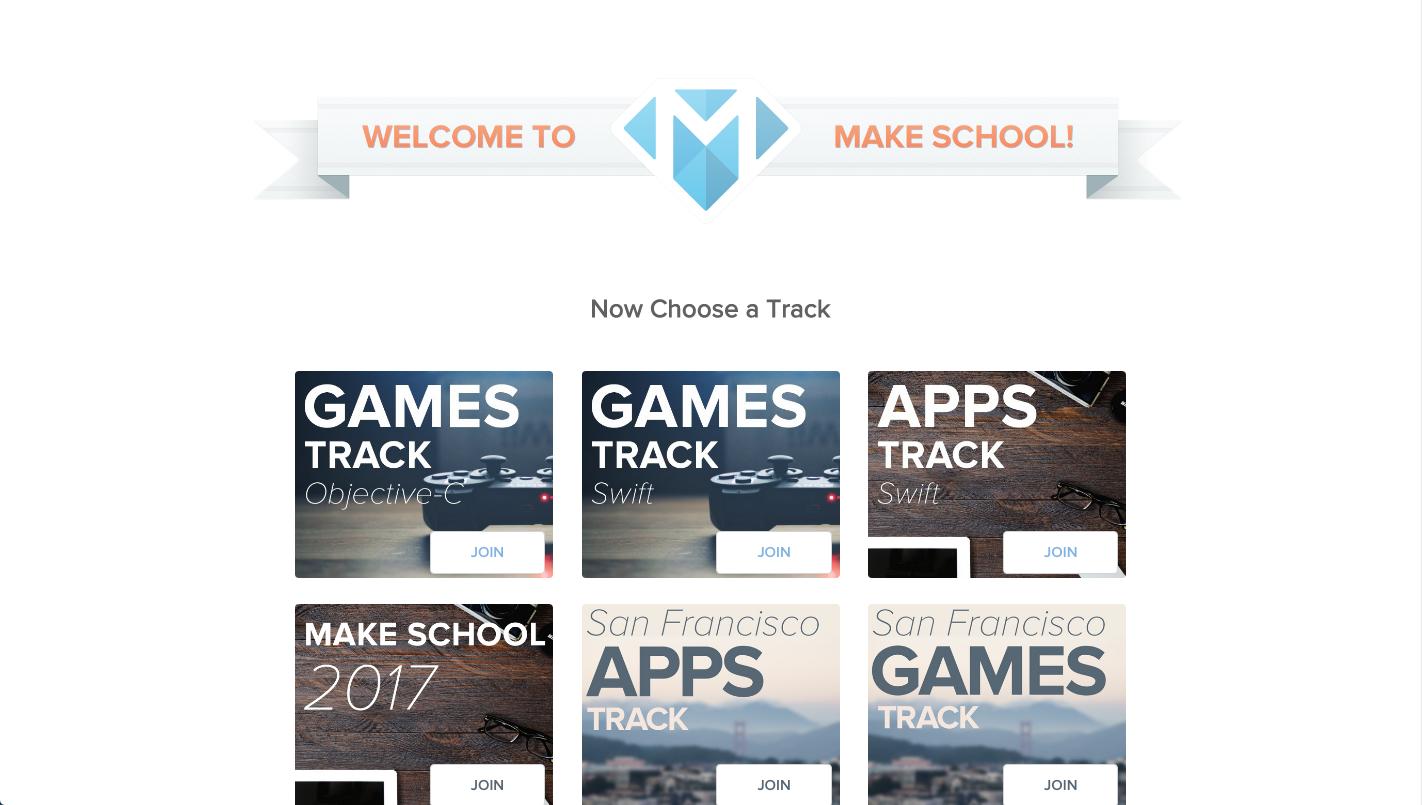 WELCOME TO MAKE SCHOOL!
Now Choose a Track
GAMES
TRACK
Objective-C
JOIN
GAMES
TRACK
Swift
JOIN
APPS
TRACK
Swift
JOIN
MAKE SCHOOL
2017
JOIN
San Francisco
APPS
TRACK
JOIN
San Francisco
GAMES
TRACK
JOIN